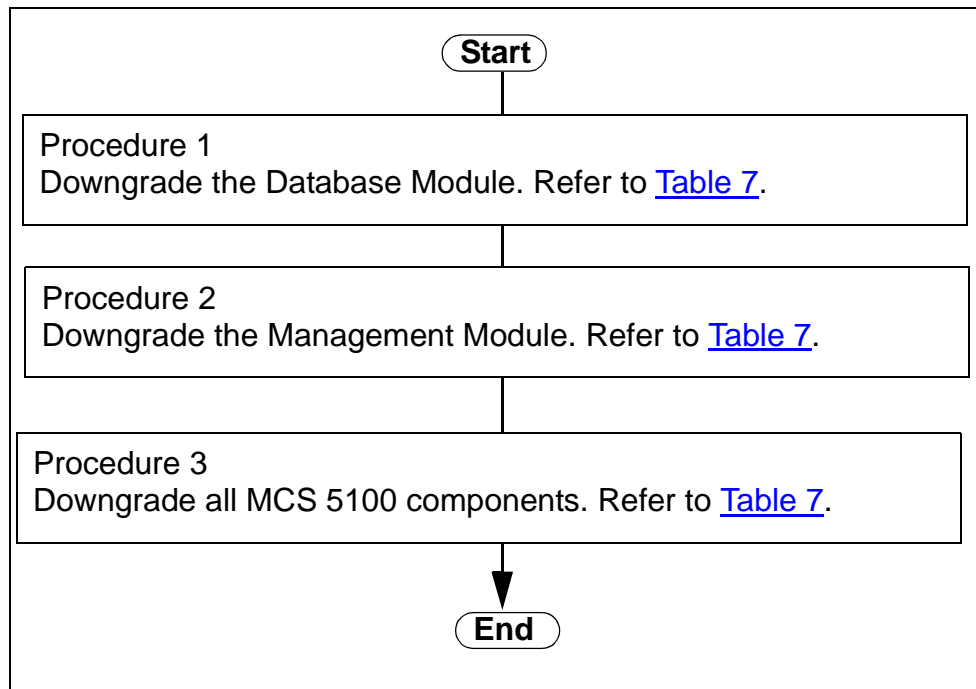 Start
Procedure 1
Downgrade the Database Module. Refer to Table 7.
Procedure 2
Downgrade the Management Module. Refer to Table 7.
Procedure 3
Downgrade all MCS 5100 components. Refer to Table 7.
End